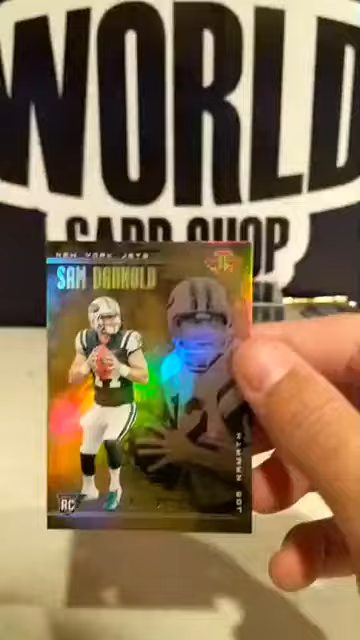 WORLD
CARD SHOP
NEW YORK JETS
SAM DARNOLD
JOE NAMATH
RC